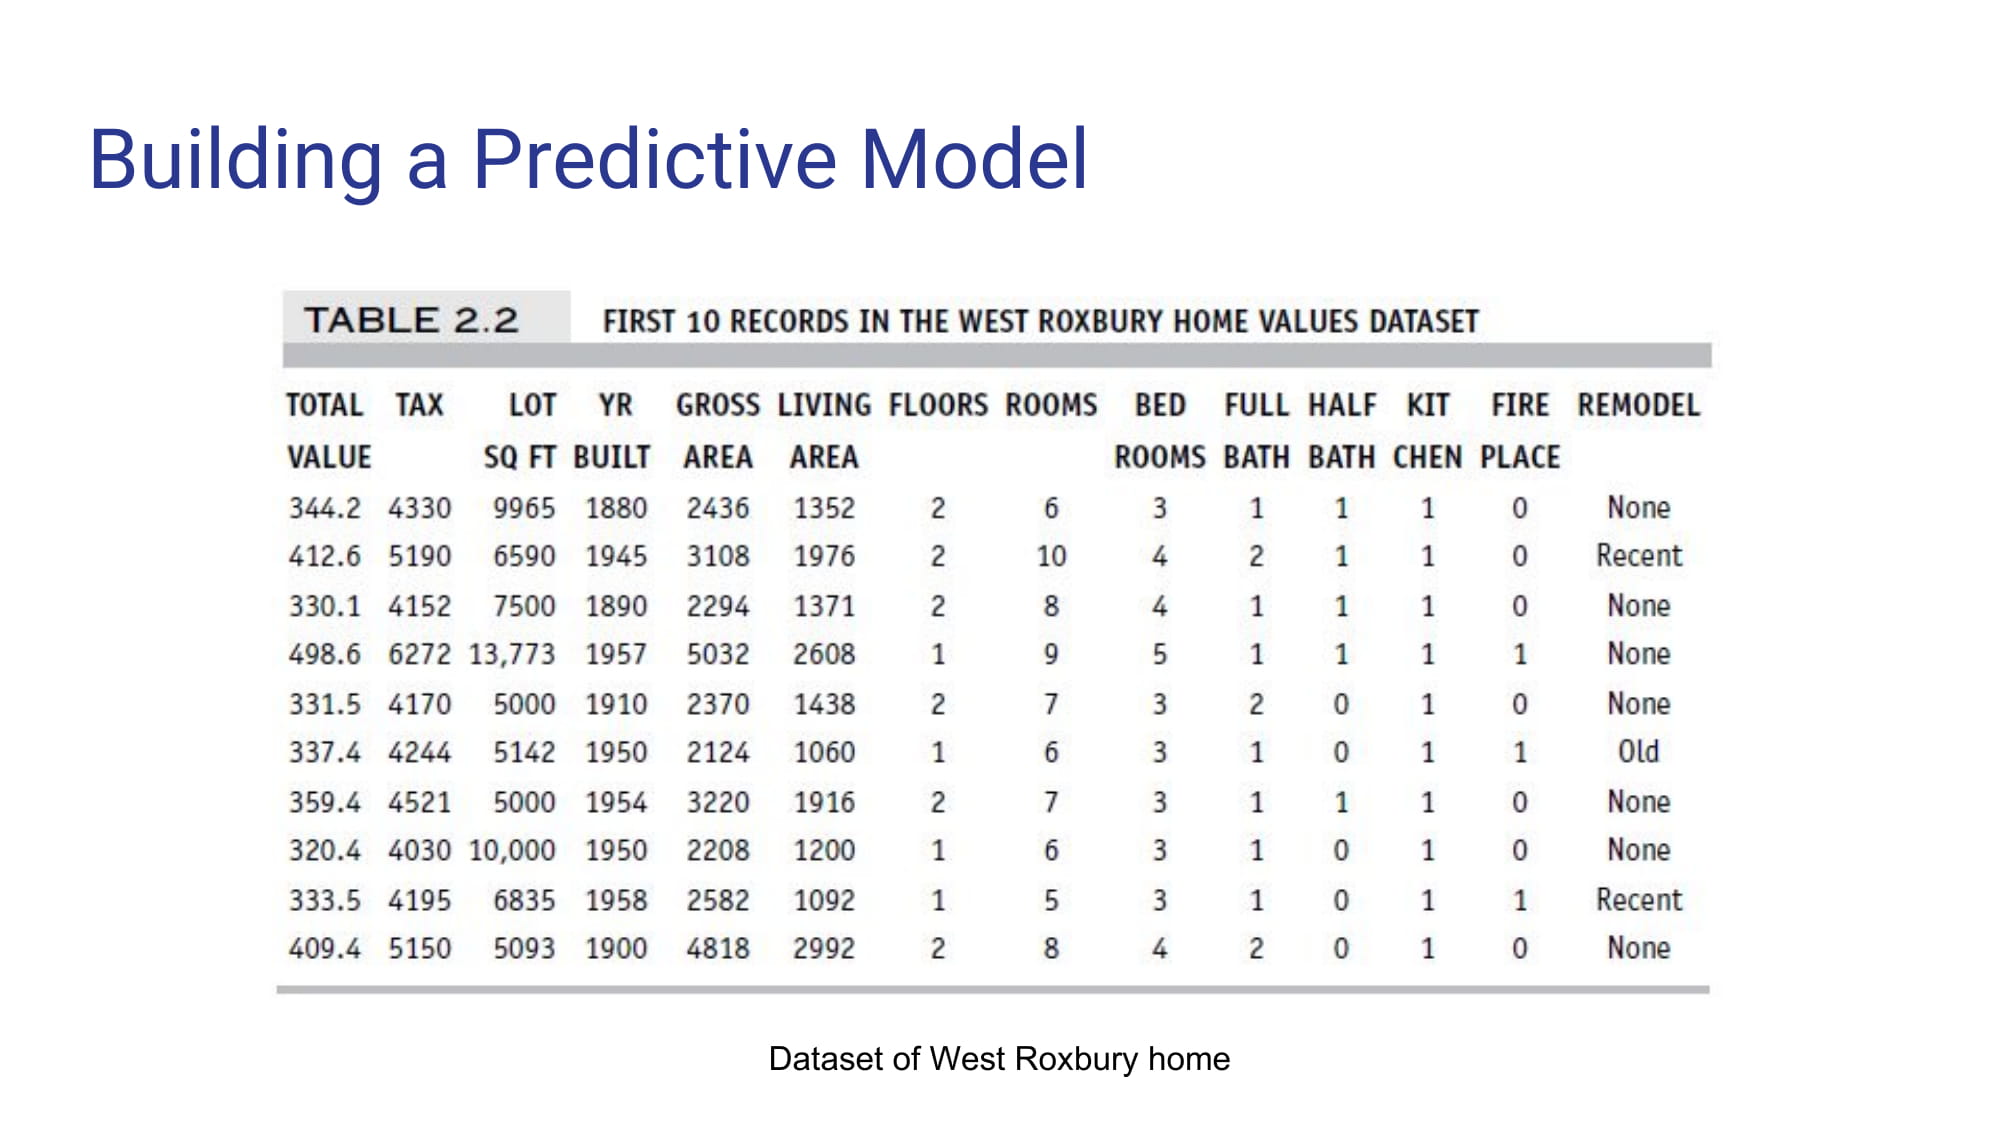 Building a Predictive Model
TABLE 2.2 FIRST 10 RECORDS IN THE WEST ROXBURY HOME VALUES DATASET
TOTAL TAX LOT YR GROSS LIVING FLOORS ROOMS BED FULL HALF KIT FIRE REMODEL
VALUE SQ FT BUILT AREA AREA ROOMS BATH BATH CHEN PLACE
344.2 4330 9965 1880 2436 1352 2 6 3 1 1 1 0 None
412.6 5190 6590 1945 3108 1976 2 10 4 2 1 1 0 Recent
330.1 4152 7500 1890 2294 1371 2 8 4 1 1 1 0 None
498.6 6272 13,773 1957 5032 2608 1 9 5 1 1 1 1 None
331.5 4170 5000 1910 2370 1438 2 7 3 2 0 1 0 None
337.4 4244 5142 1950 2124 1060 1 6 3 1 0 1 1 Old
359.4 4521 5000 1954 3220 1916 2 7 3 1 1 1 0 None
320.4 4030 10,000 1950 2208 1200 1 6 3 1 0 1 0 None
333.5 4195 6835 1958 2582 1092 1 5 3 1 0 1 1 Recent
409.4 5150 5093 1900 4818 2992 2 8 4 2 0 1 0 None
Dataset of West Roxbury home